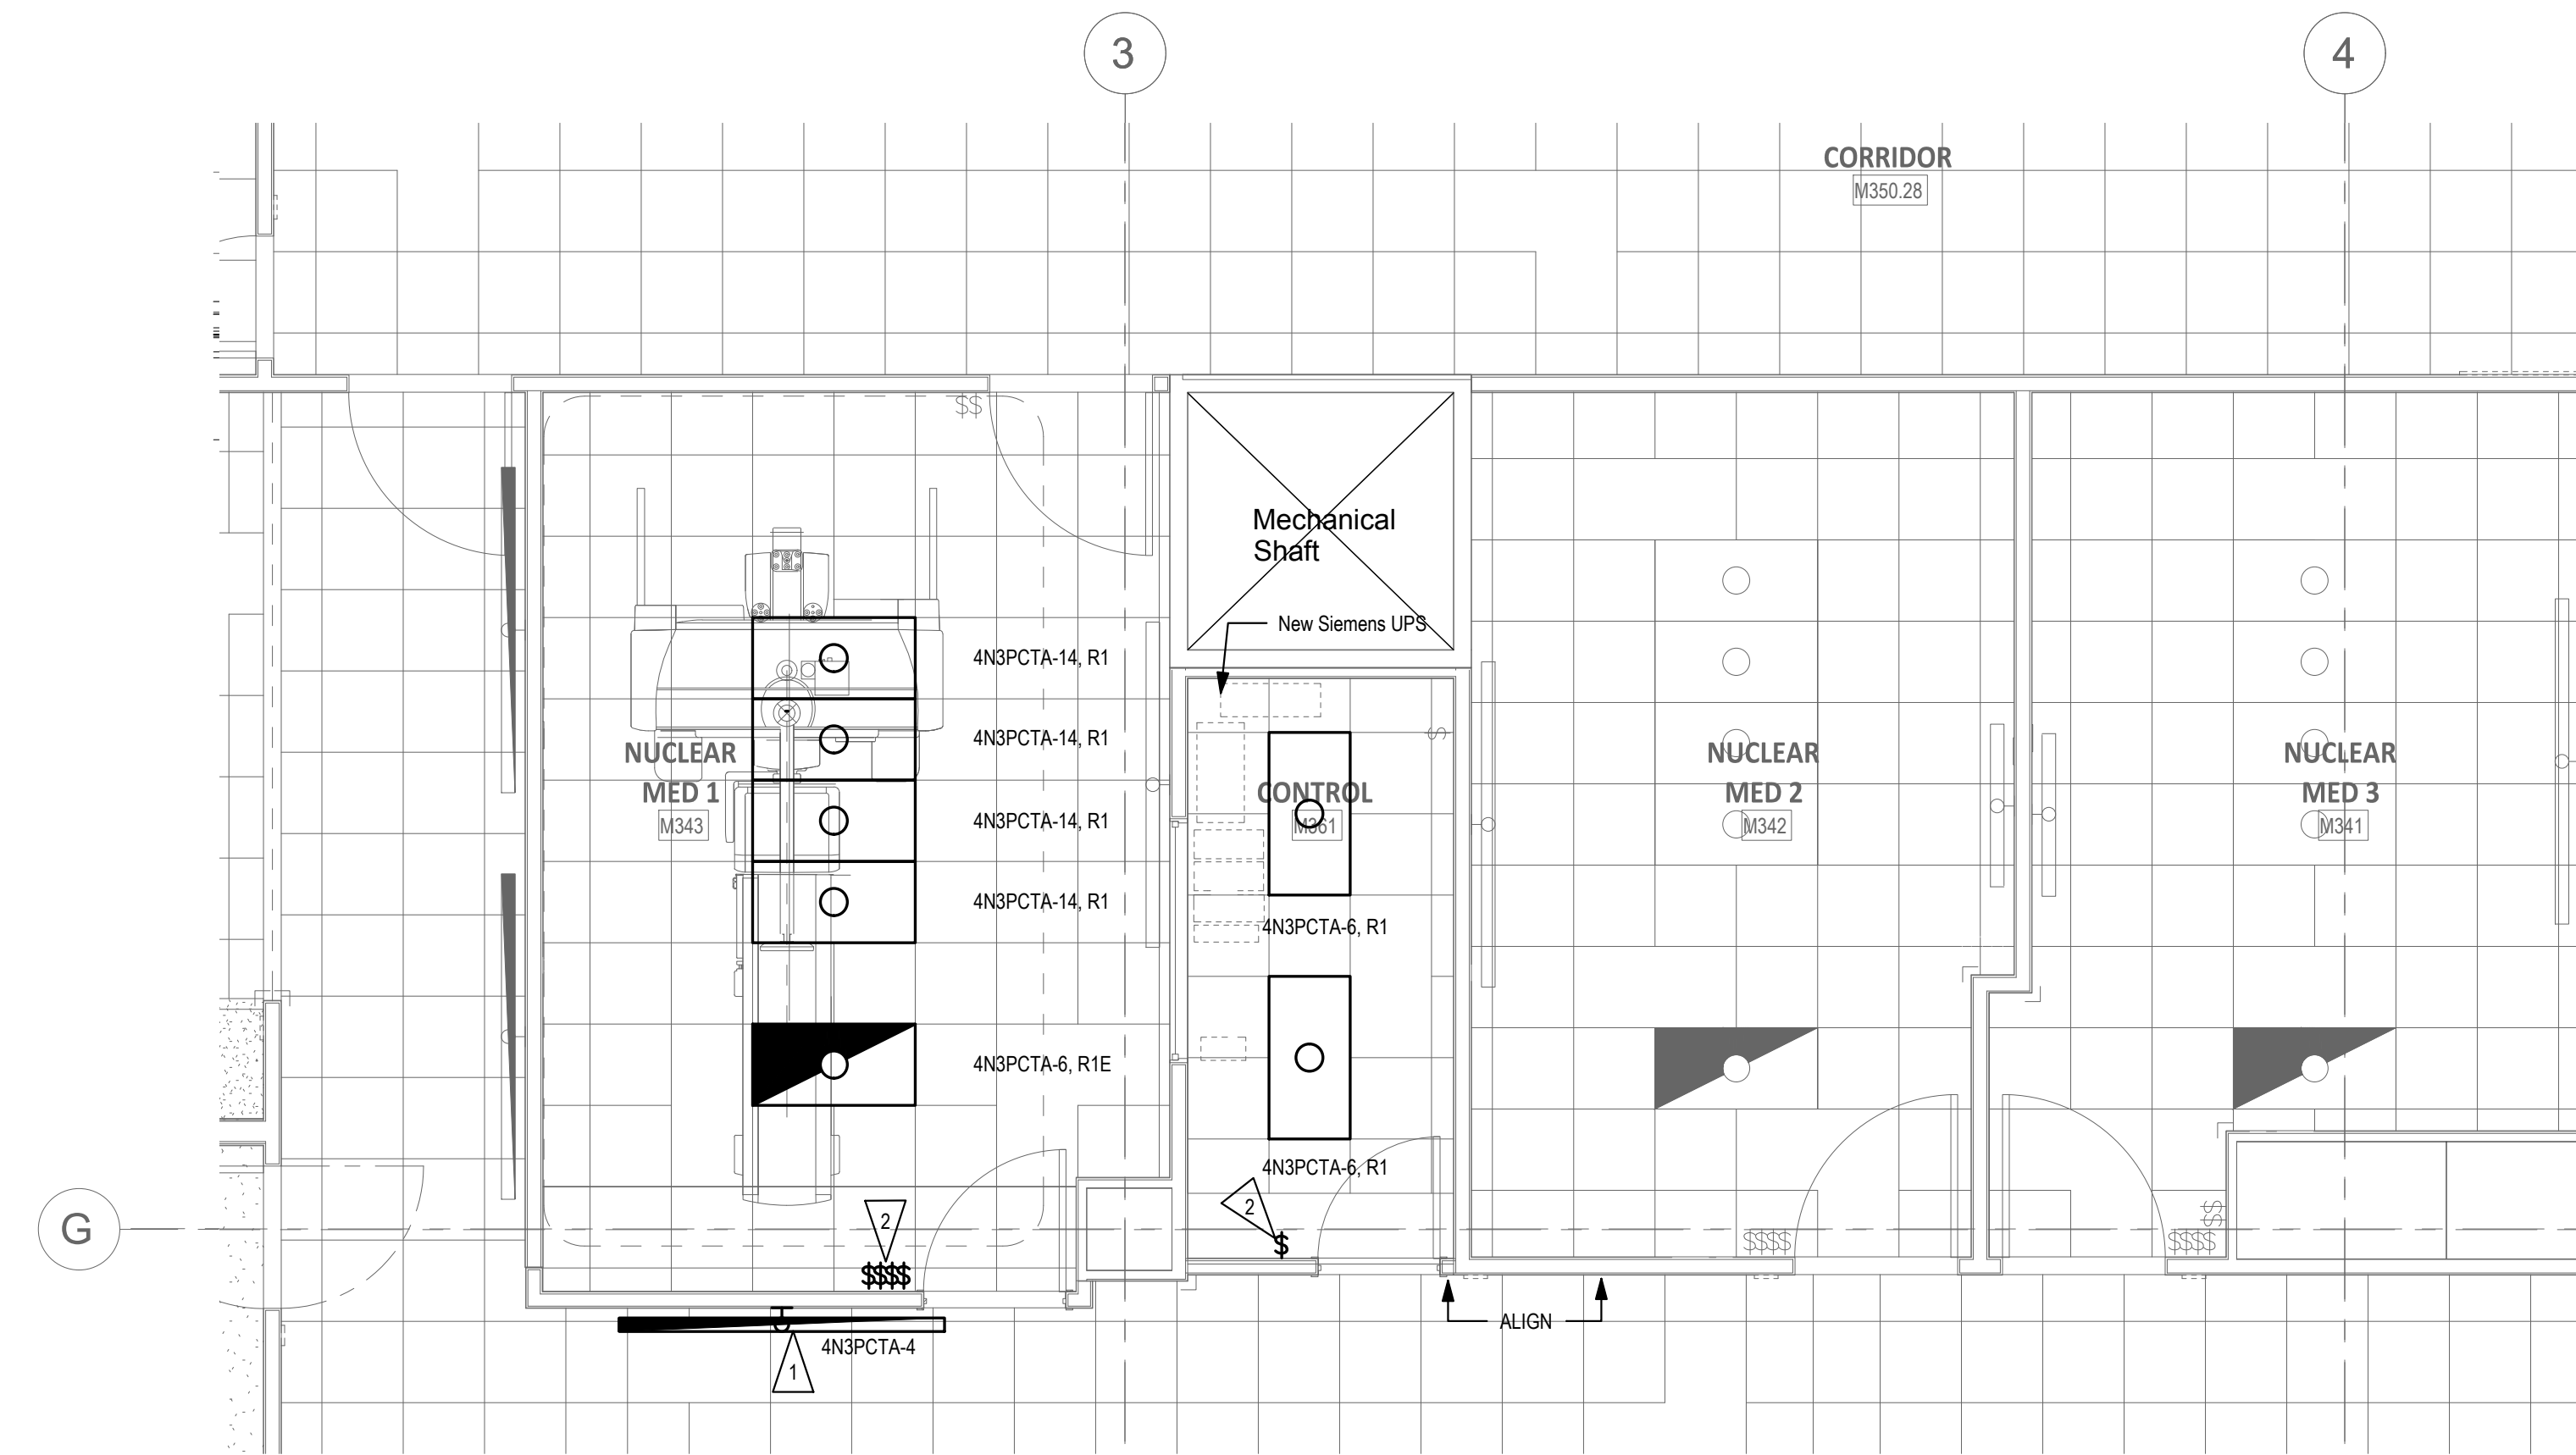 3
4
CORRIDOR
M350.28
$$
Mechanical
Shaft
New Siemens UPS
4N3PCTA-14, R1
4N3PCTA-14, R1
$
NUCLEAR
MED 1
M343
CONTROL
M361
NUCLEAR
MED 2
M342
NUCLEAR
MED 3
M341
4N3PCTA-14, R1
4N3PCTA-14, R1
4N3PCTA-6, R1
4N3PCTA-6, R1E
4N3PCTA-6, R1
G
2
$$$$
2
$
$$$$
$$
$$$$
ALIGN
4N3PCTA-4
1